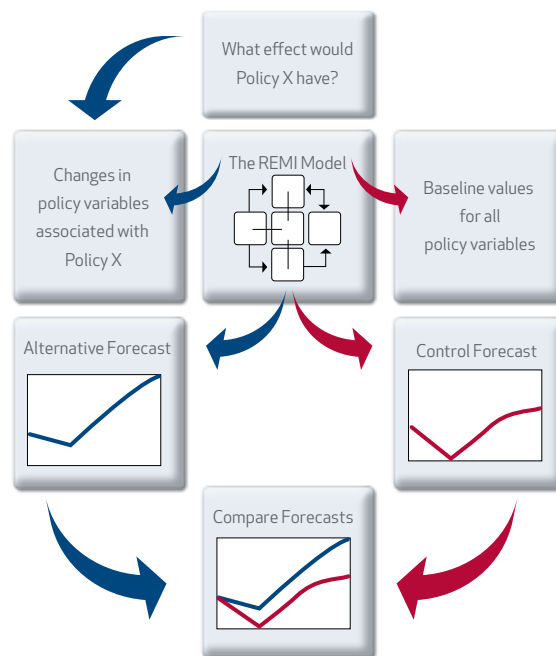 What effect would
Policy X have?
Changes in
policy variables
associated with
Policy X
The REMI Model
Baseline values
for all
policy variables
Alternative Forecast
Control Forecast
Compare Forecasts